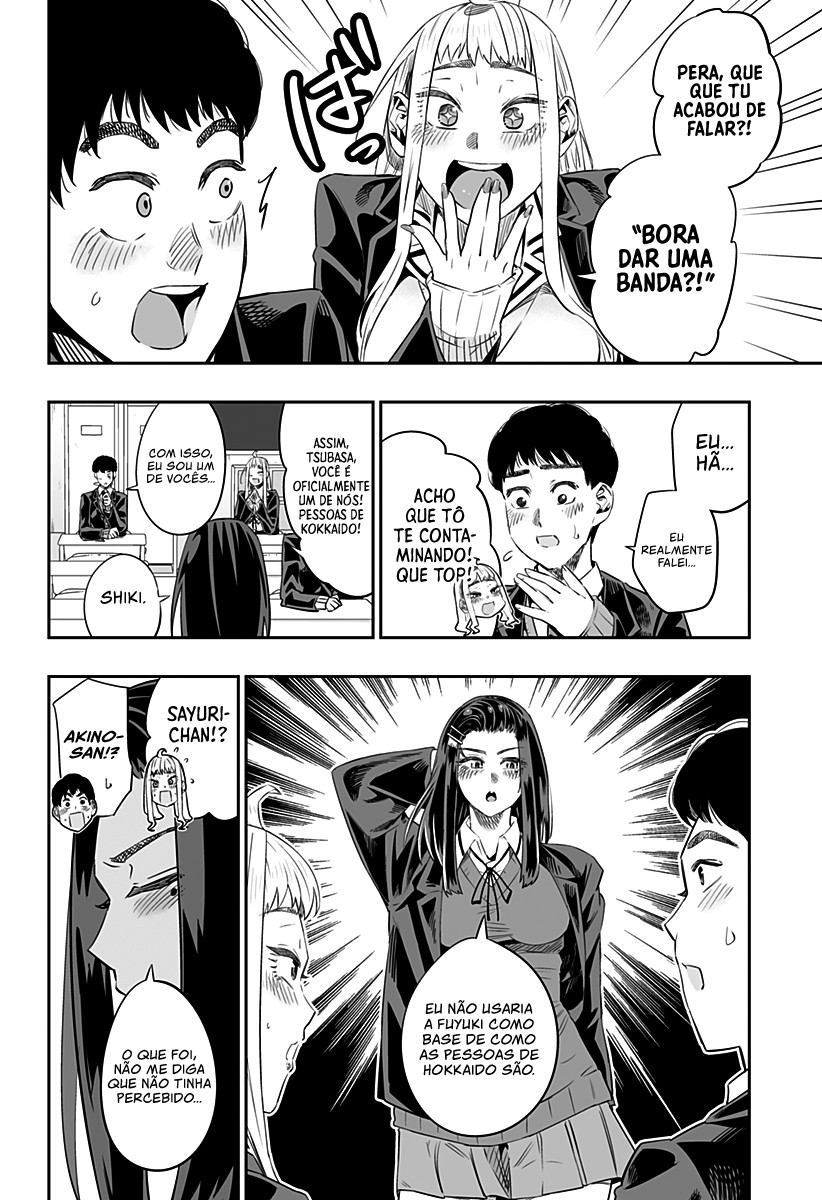 PERA, QUE
QUE TU
ACABOU DE
FALAR?!
"BORA
DAR UMA
BANDA?!"
ばっ
EU...
HÃ...
EU
REALMENTE
FALEI...
ACHO
QUE TÔ
TE CONTA-
MINANDO!
QUE TOP!
ASSIM,
TSUBASA,
VOCÊ É
OFICIALMENTE
UM DE NÓS! PESSOAS DE
KOKKAIDO!
COM ISSO,
EU SOU UM
DE VOCÊS...
SHIKI.
EU NÃO USARIA
A FUYUKI COMO
BASE DE COMO
AS PESSOAS DE
HOKKAIDO SÃO.
SAYURI-
CHAN!?
AKINO-
SAN!?
O QUE FOI,
NÃO ME DIGA
QUE NÃO TINHA
PERCEBIDO...